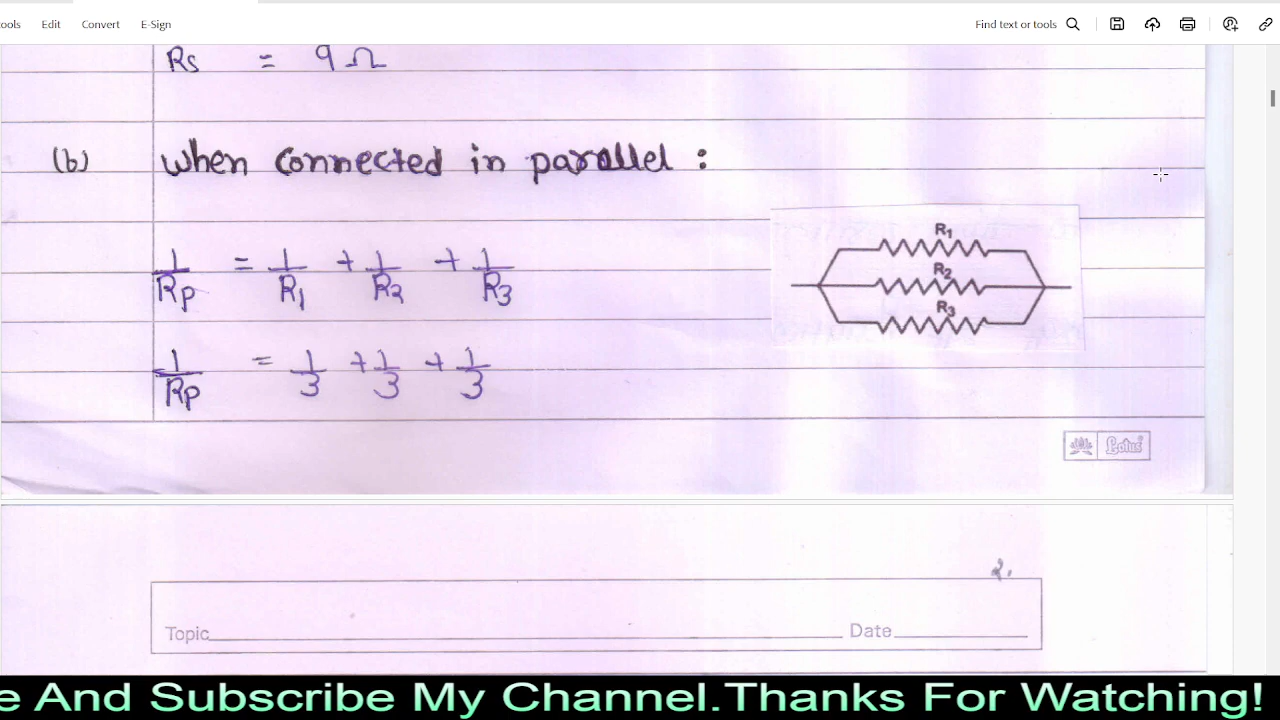 ools Edit Convert E-Sign Find text or tools
Rs = 9 Ω
(b) When connected in parallel :
1/Rp = 1/R1 + 1/R2 + 1/R3
R1
R2
R3
1/Rp = 1/3 + 1/3 + 1/3
Lotus
2.
Topic Date
e And Subscribe My Channel.Thanks For Watching!